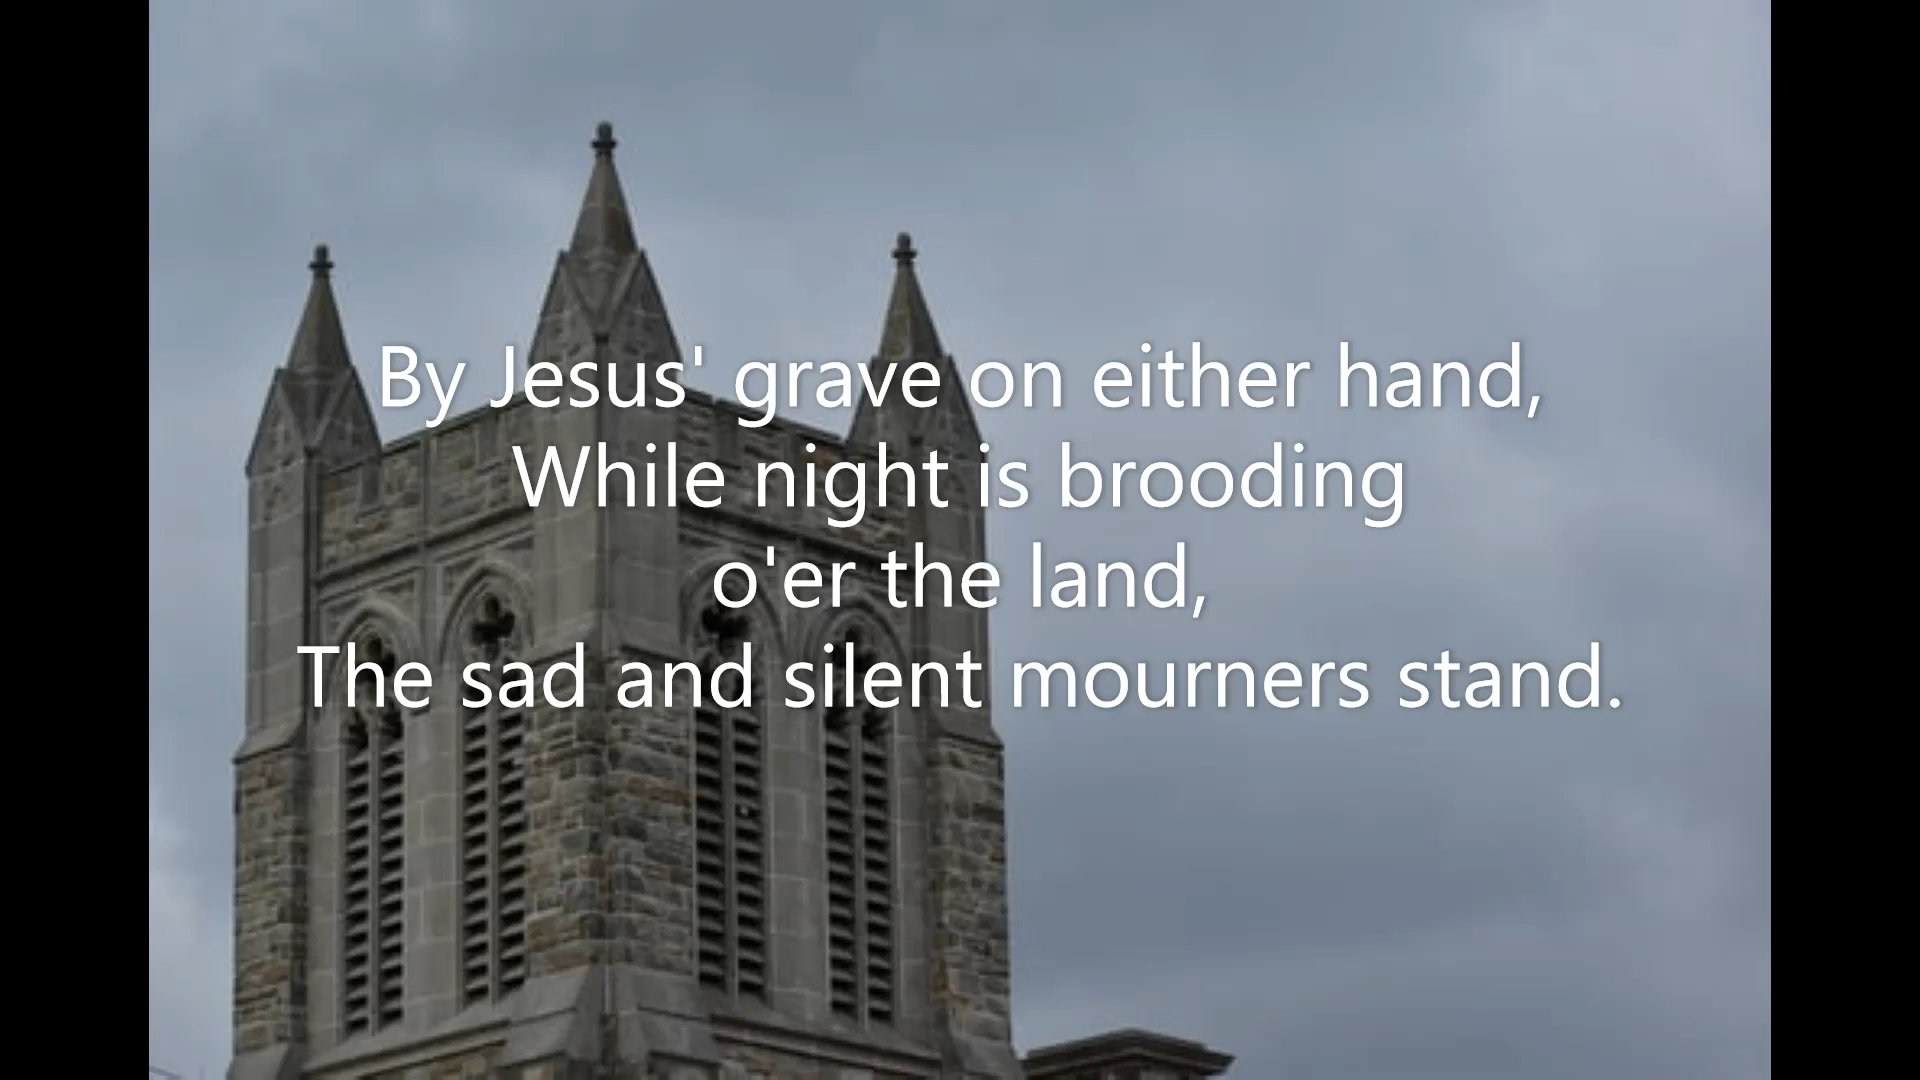 By Jesus' grave on either hand,
While night is brooding
o'er the land,
The sad and silent mourners stand.